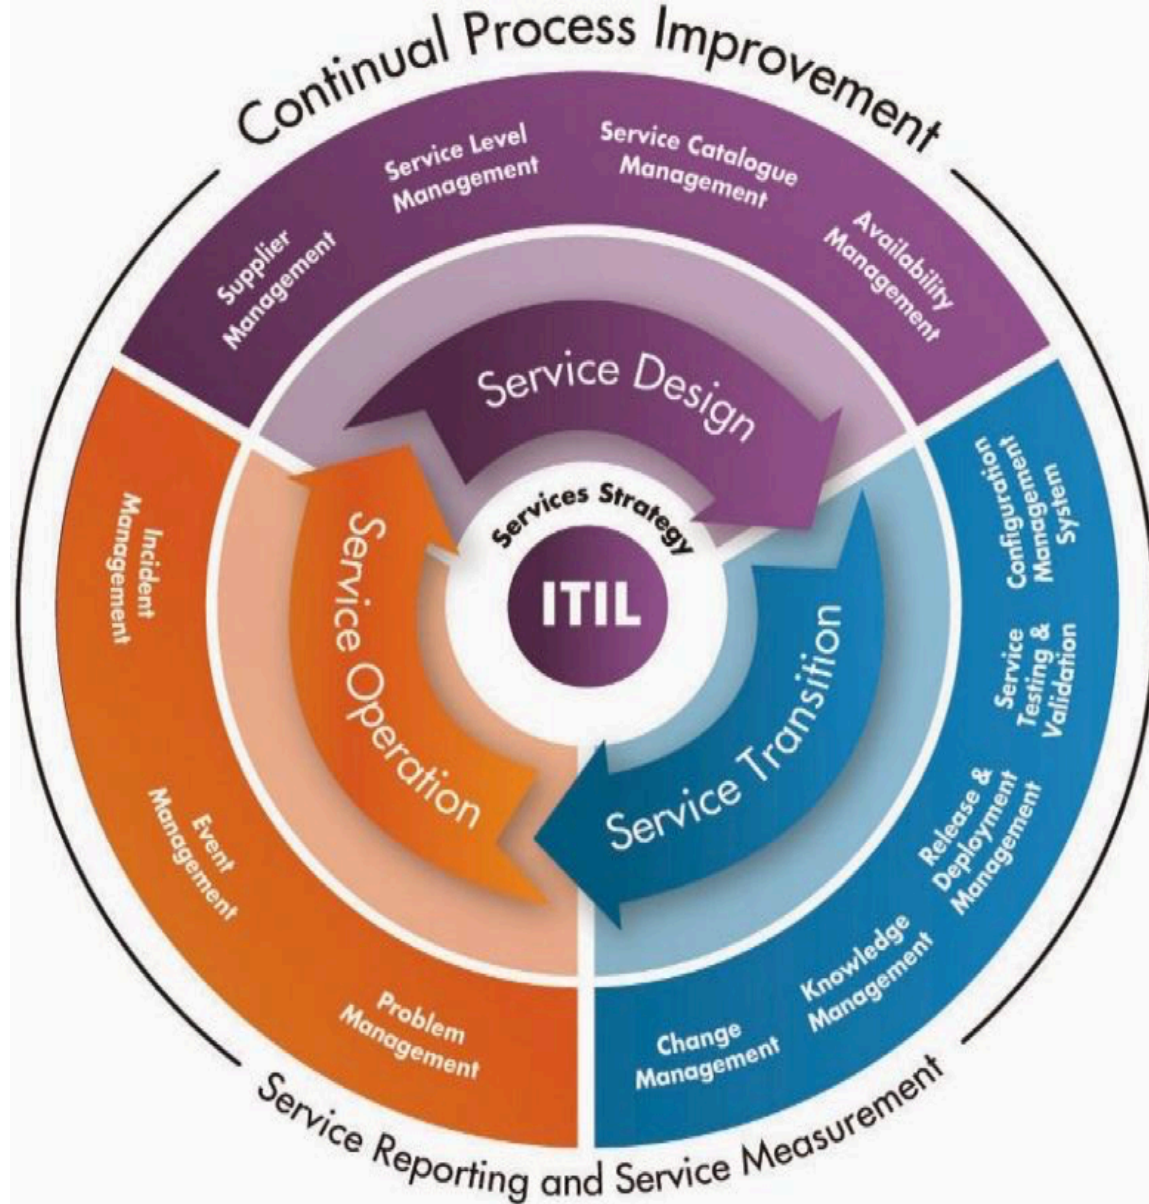 Continual Process Improvement
Supplier
Management
Service Level
Management
Service Catalogue
Management
Availability
Management
Service Design
Configuration
Management
System
Service
Testing &
Validation
Release &
Deployment
Management
Knowledge
Management
Change
Management
Service Transition
Incident
Management
Event
Management
Problem
Management
Service Operation
Services Strategy
ITIL
Service Reporting and Service Measurement